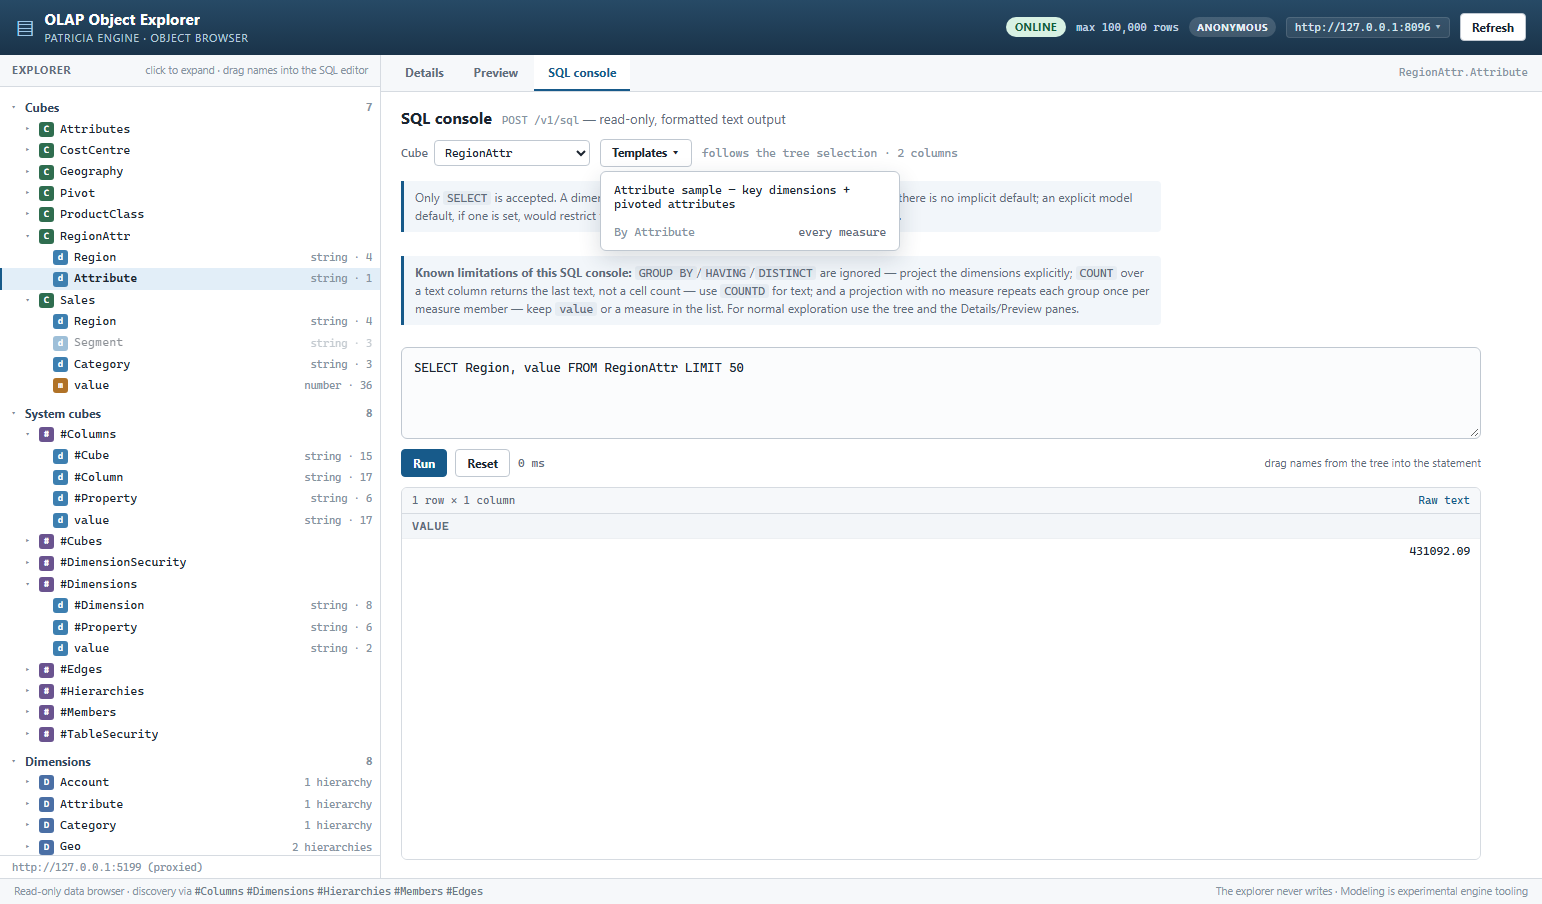 OLAP Object Explorer
PATRICIA ENGINE · OBJECT BROWSER
ONLINE
max 100,000 rows
ANONYMOUS
http://127.0.0.1:8096
Refresh
EXPLORER
click to expand · drag names into the SQL editor
Cubes 7
C Attributes
C CostCentre
C Geography
C Pivot
C ProductClass
C RegionAttr
d Region string · 4
d Attribute string · 1
C Sales
d Region string · 4
d Segment string · 3
d Category string · 3
m value number · 36
System cubes 8
# #Columns
d #Cube string · 15
d #Column string · 17
d #Property string · 6
d value string · 17
# #Cubes
# #DimensionSecurity
# #Dimensions
d #Dimension string · 8
d #Property string · 6
d value string · 2
# #Edges
# #Hierarchies
# #Members
# #TableSecurity
Dimensions 8
D Account 1 hierarchy
D Attribute 1 hierarchy
D Category 1 hierarchy
D Geo 2 hierarchies
http://127.0.0.1:5199 (proxied)
Details
Preview
SQL console
RegionAttr.Attribute
SQL console POST /v1/sql — read-only, formatted text output
Cube RegionAttr Templates follows the tree selection · 2 columns
Attribute sample — key dimensions +
pivoted attributes
By Attribute every measure
Only SELECT is accepted. A dimen there is no implicit default; an explicit model
default, if one is set, would restrict
Known limitations of this SQL console: GROUP BY / HAVING / DISTINCT are ignored — project the dimensions explicitly; COUNT over
a text column returns the last text, not a cell count — use COUNTD for text; and a projection with no measure repeats each group once per
measure member — keep value or a measure in the list. For normal exploration use the tree and the Details/Preview panes.
SELECT Region, value FROM RegionAttr LIMIT 50
Run Reset 0 ms
drag names from the tree into the statement
1 row × 1 column
Raw text
VALUE
431092.09
Read-only data browser · discovery via #Columns #Dimensions #Hierarchies #Members #Edges
The explorer never writes · Modeling is experimental engine tooling